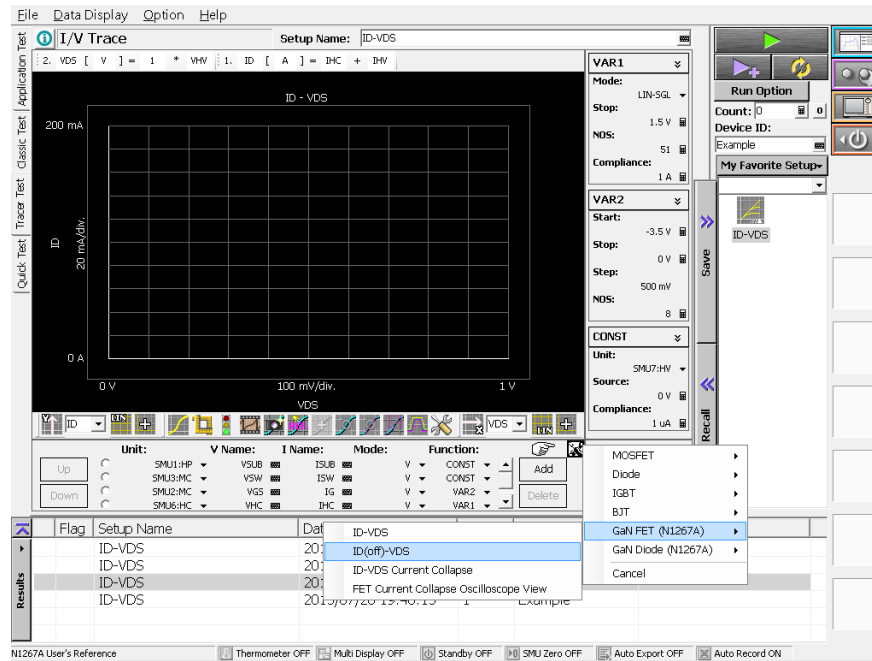 File Data Display Option Help
I/V Trace Setup Name: ID-VDS
2. VDS [ V ] = 1 * VHV 1. ID [ A ] = IHC + IHV
Application Test
Classic Test
Tracer Test
Quick Test
ID - VDS
200 mA
ID
20 mA/div.
0 A
0 V 100 mV/div. 1 V
VDS
VAR1
Mode:
LIN-SGL
Stop:
1.5 V
NOS:
51
Compliance:
1 A
VAR2
Start:
-3.5 V
Stop:
0 V
Step:
500 mV
NOS:
8
CONST
Unit:
SMU7:HV
Source:
0 V
Compliance:
1 uA
Save
Recall
Run Option
Count: 0 0
Device ID:
Example
My Favorite Setup
ID-VDS
ID VDS
Unit: V Name: I Name: Mode: Function:
Up SMU1:HP VSUB ISUB V CONST Add
SMU3:MC VSW ISW V CONST
Down SMU2:MC VGS IG V VAR2 Delete
SMU6:HC VHC IHC V VAR1
MOSFET
Diode
IGBT
BJT
GaN FET (N1267A)
GaN Diode (N1267A)
Cancel
ID-VDS
ID(off)-VDS
ID-VDS Current Collapse
FET Current Collapse Oscilloscope View
Results
Flag Setup Name Dat
ID-VDS 201
ID-VDS 201
ID-VDS 201
ID-VDS
N1267A User's Reference Thermometer OFF Multi Display OFF Standby OFF SMU Zero OFF Auto Export OFF Auto Record ON